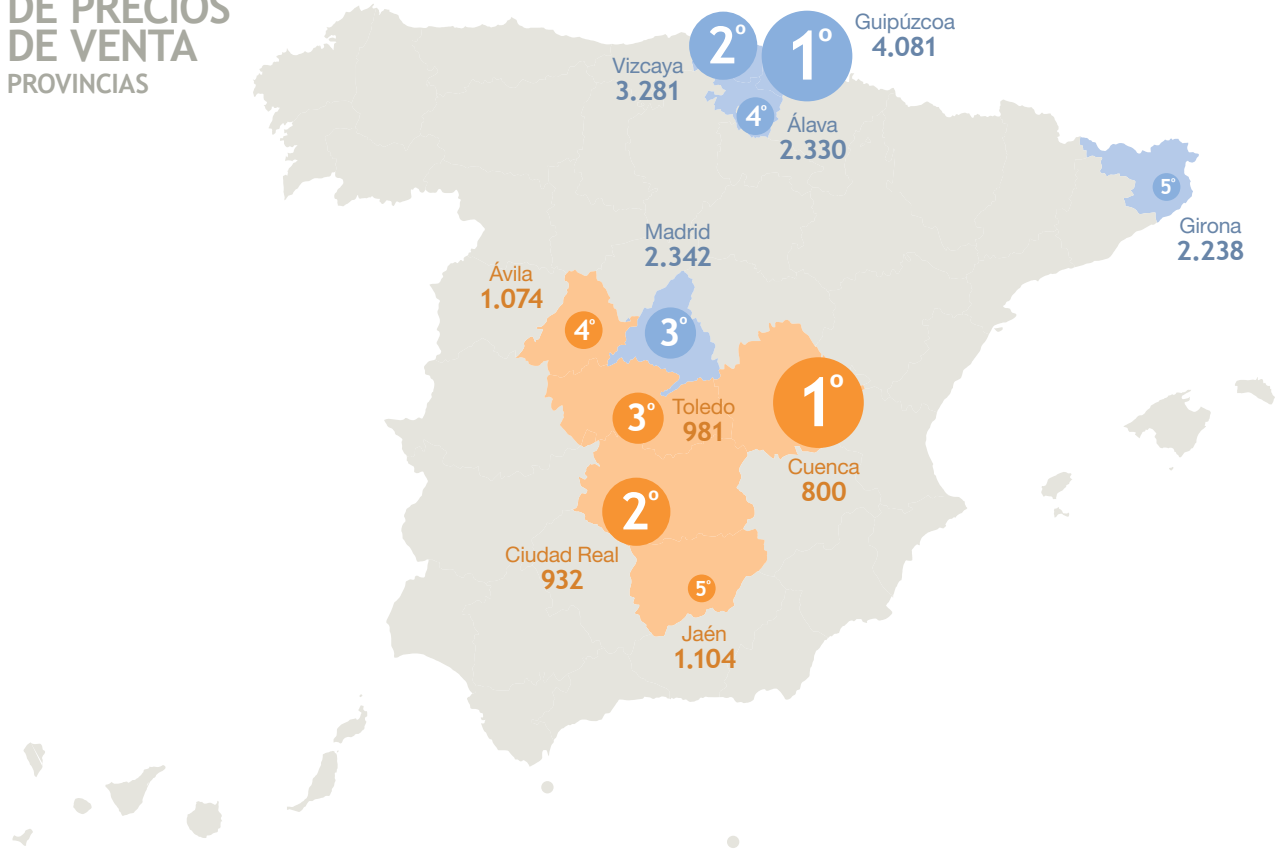 DE PRECIOS
DE VENTA
PROVINCIAS
2º
1º
Guipúzcoa
4.081
Vizcaya
3.281
4º
Álava
2.330
5º
Girona
2.238
Madrid
2.342
3º
Ávila
1.074
4º
1º
Cuenca
800
3º
Toledo
981
2º
Ciudad Real
932
5º
Jaén
1.104